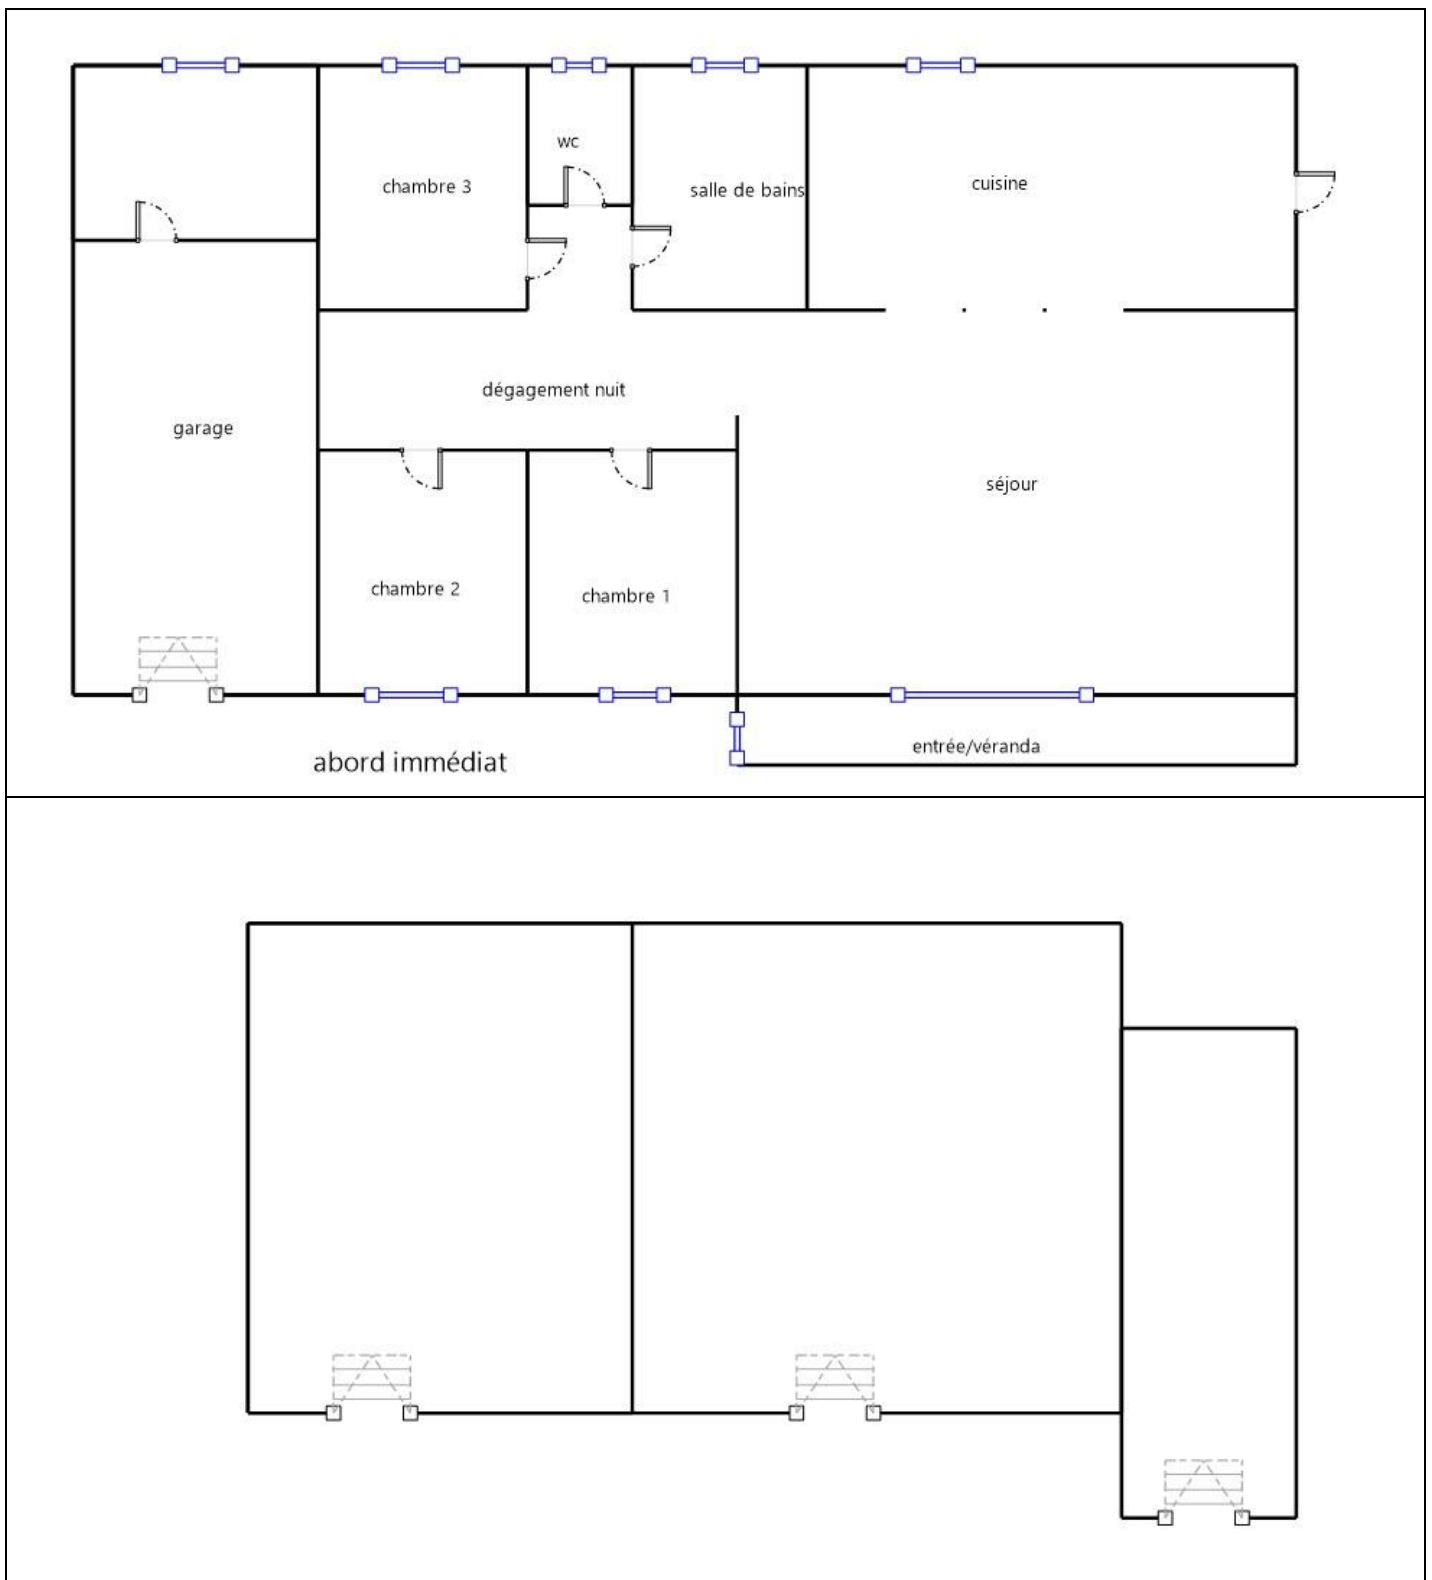 wc
chambre 3
salle de bains
cuisine
dégagement nuit
garage
séjour
chambre 2
chambre 1
entrée/véranda
abord immédiat